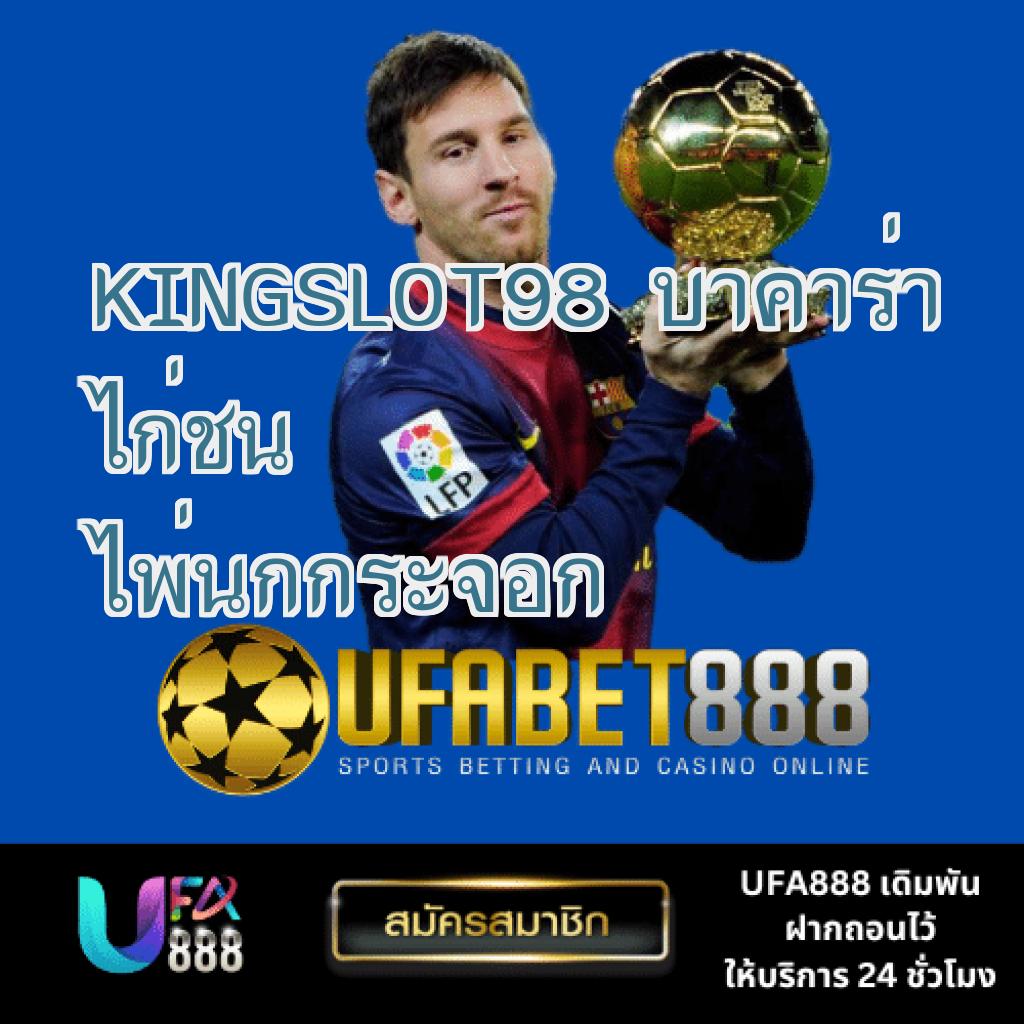 KINGSLOT98 บาคาร่า
ไก่ชน
ไพ่นกกระจอก
LFP
UFABET888
SPORTS BETTING AND CASINO ONLINE
UFA
888
สมัครสมาชิก
UFA888 เดิมพัน
ฝากถอนไว้
ให้บริการ 24 ชั่วโมง